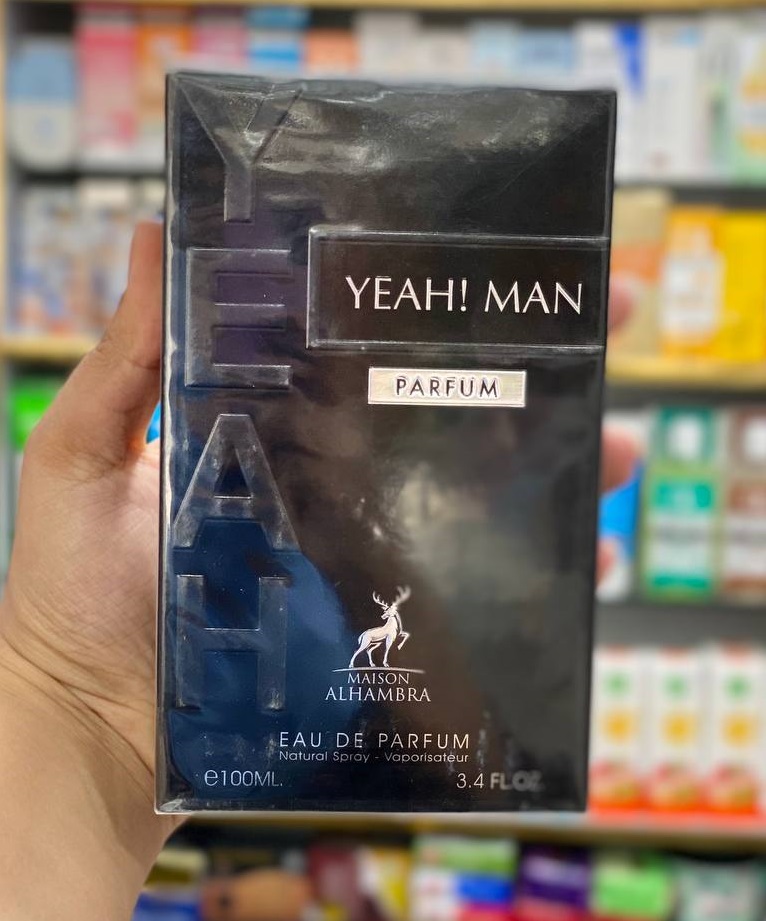 YEAH
YEAH! MAN
PARFUM
MAISON
ALHAMBRA
EAU DE PARFUM
Natural Spray - Vaporisateur
e100ML. 3.4 FL.OZ.